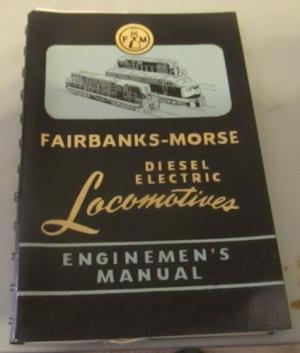 F M
FAIRBANKS-MORSE
DIESEL
ELECTRIC
Locomotives
ENGINEMEN'S
MANUAL